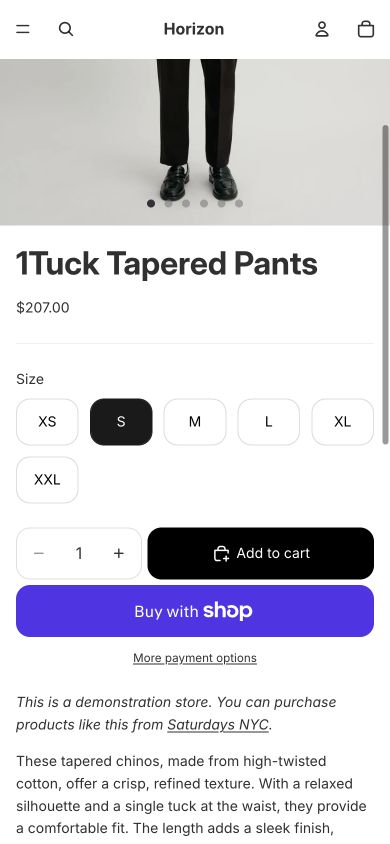 Horizon
1Tuck Tapered Pants
$207.00
Size
XS
S
M
L
XL
XXL
1
Add to cart
Buy with shop
More payment options
This is a demonstration store. You can purchase
products like this from Saturdays NYC.
These tapered chinos, made from high-twisted
cotton, offer a crisp, refined texture. With a relaxed
silhouette and a single tuck at the waist, they provide
a comfortable fit. The length adds a sleek finish,